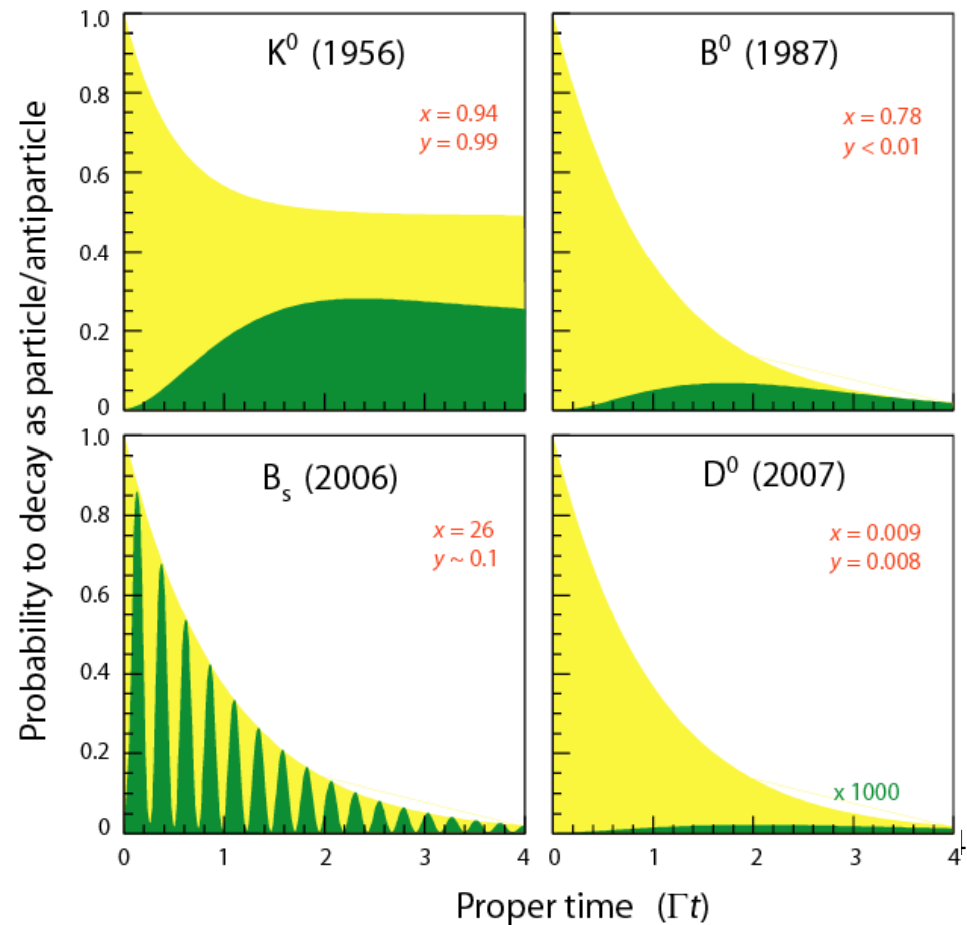 Probability to decay as particle/antiparticle
K⁰ (1956)
x = 0.94
y = 0.99
1.0
0.8
0.6
0.4
0.2
0
B⁰ (1987)
x = 0.78
y < 0.01
Bₛ (2006)
x = 26
y ~ 0.1
1.0
0.8
0.6
0.4
0.2
0
0 1 2 3 4
D⁰ (2007)
x = 0.009
y = 0.008
x 1000
0 1 2 3 4
Proper time (Γt)